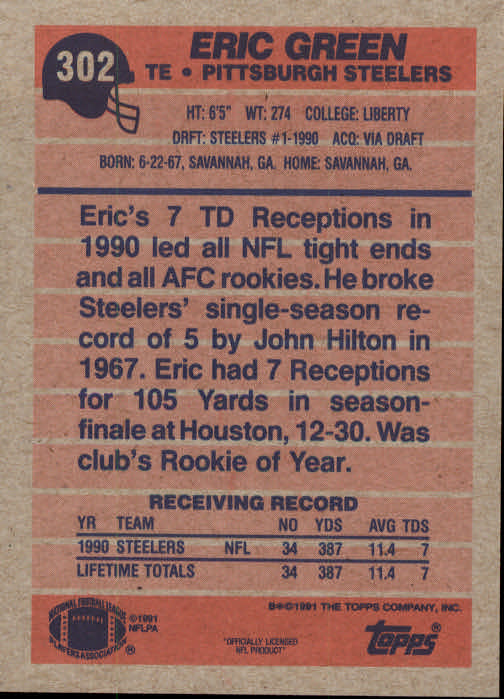 302
ERIC GREEN
TE • PITTSBURGH STEELERS
HT: 6'5" WT: 274 COLLEGE: LIBERTY
DRFT: STEELERS #1-1990 ACQ: VIA DRAFT
BORN: 6-22-67, SAVANNAH, GA. HOME: SAVANNAH, GA.
Eric's 7 TD Receptions in
1990 led all NFL tight ends
and all AFC rookies. He broke
Steelers' single-season re-
cord of 5 by John Hilton in
1967. Eric had 7 Receptions
for 105 Yards in season-
finale at Houston, 12-30. Was
club's Rookie of Year.
RECEIVING RECORD
YR TEAM NO YDS AVG TDS
1990 STEELERS NFL 34 387 11.4 7
LIFETIME TOTALS 34 387 11.4 7
B*©1991 THE TOPPS COMPANY, INC.
NATIONAL FOOTBALL LEAGUE
PLAYERS ASSOCIATION ®
©1991
NFLPA
"OFFICIALLY LICENSED
NFL PRODUCT"
Topps®